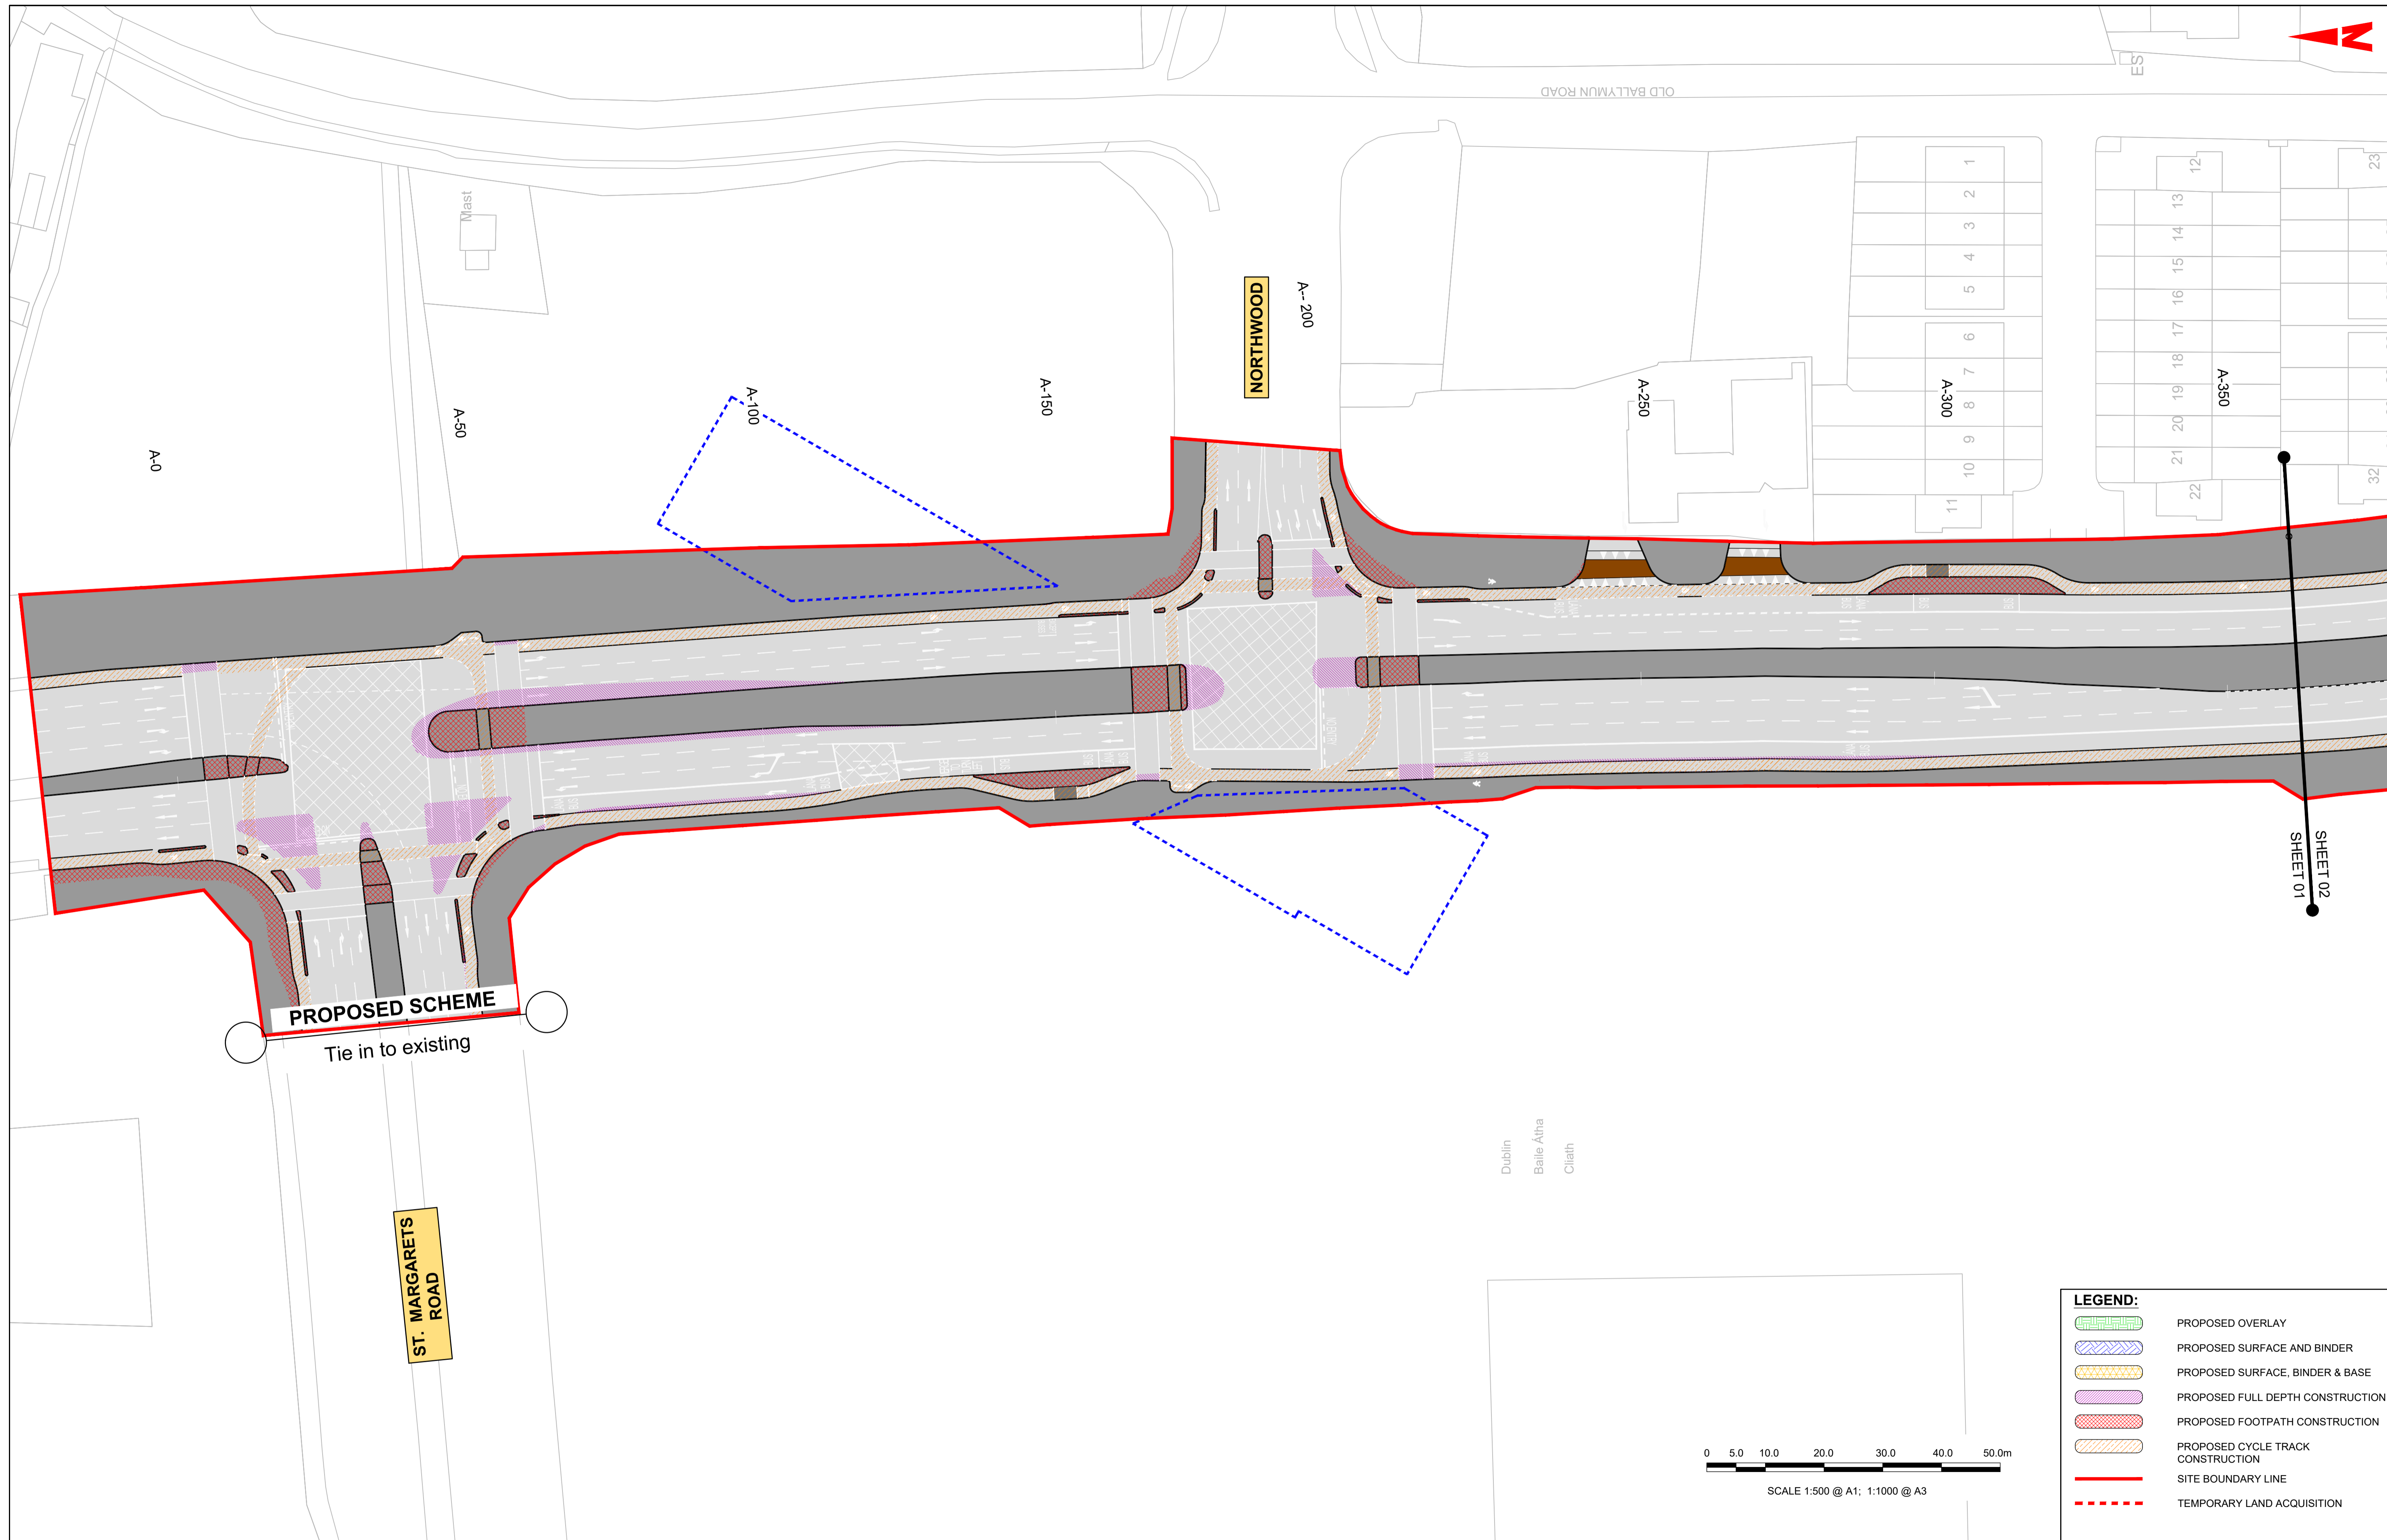 N
OLD BALLYMUN ROAD
ES
Mast
NORTHWOOD
A-- 200
A-0
A-50
A-100
A-150
A-250
A-300
A-350
1
2
3
4
5
6
7
8
9
10
11
12
13
14
15
16
17
18
19
20
21
22
23
32
SHEET 02
SHEET 01
PROPOSED SCHEME
Tie in to existing
ST. MARGARETS
ROAD
Dublin
Baile Átha
Cliath
0 5.0 10.0 20.0 30.0 40.0 50.0m
SCALE 1:500 @ A1; 1:1000 @ A3
LEGEND:
PROPOSED OVERLAY
PROPOSED SURFACE AND BINDER
PROPOSED SURFACE, BINDER & BASE
PROPOSED FULL DEPTH CONSTRUCTION
PROPOSED FOOTPATH CONSTRUCTION
PROPOSED CYCLE TRACK
CONSTRUCTION
SITE BOUNDARY LINE
TEMPORARY LAND ACQUISITION